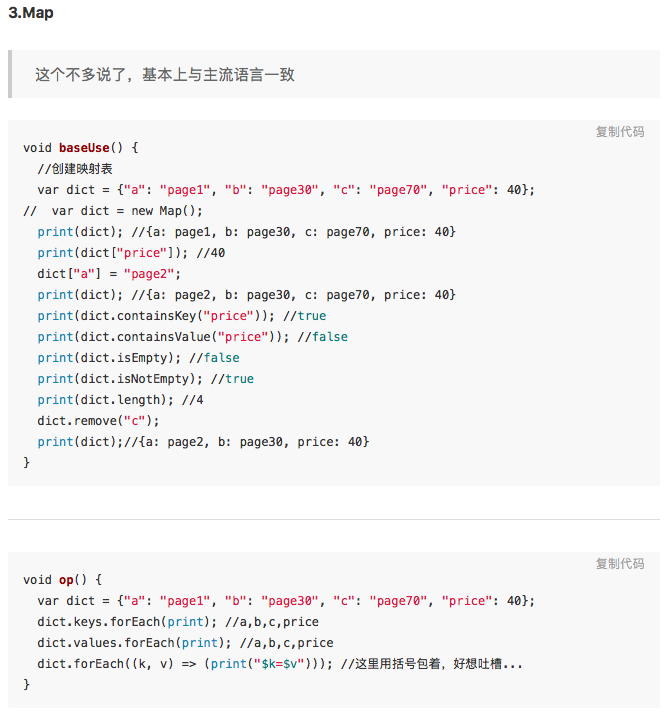 3.Map
这个不多说了，基本上与主流语言一致
复制代码
void baseUse() {
  //创建映射表
  var dict = {"a": "page1", "b": "page30", "c": "page70", "price": 40};
//  var dict = new Map();
  print(dict); //{a: page1, b: page30, c: page70, price: 40}
  print(dict["price"]); //40
  dict["a"] = "page2";
  print(dict); //{a: page2, b: page30, c: page70, price: 40}
  print(dict.containsKey("price")); //true
  print(dict.containsValue("price")); //false
  print(dict.isEmpty); //false
  print(dict.isNotEmpty); //true
  print(dict.length); //4
  dict.remove("c");
  print(dict);//{a: page2, b: page30, price: 40}
}
复制代码
void op() {
  var dict = {"a": "page1", "b": "page30", "c": "page70", "price": 40};
  dict.keys.forEach(print); //a,b,c,price
  dict.values.forEach(print); //a,b,c,price
  dict.forEach((k, v) => (print("$k=$v"))); //这里用括号包着，好想吐槽...
}